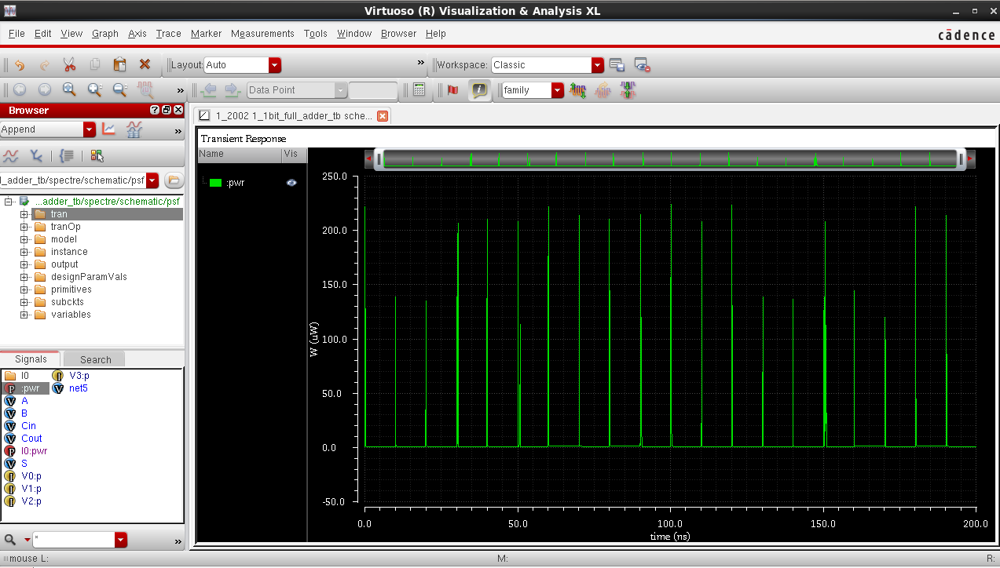 Virtuoso (R) Visualization & Analysis XL
File Edit View Graph Axis Trace Marker Measurements Tools Window Browser Help
cādence
Layout: Auto
»
Workspace: Classic
»
Data Point
family
Browser
Append
»
l_adder_tb/spectre/schematic/psf
...adder_tb/spectre/schematic/psf
tran
tranOp
model
instance
output
designParamVals
primitives
subckts
variables
Signals Search
I0 V3:p
:pwr net5
A
B
Cin
Cout
I0:pwr
S
V0:p
V1:p
V2:p
*
»
1_2002 1_1bit_full_adder_tb sche...
Transient Response
Name Vis
:pwr
250.0
200.0
150.0
100.0
50.0
0.0
-50.0
W (uW)
0.0 50.0 100.0 150.0 200.0
time (ns)
mouse L: M: R: